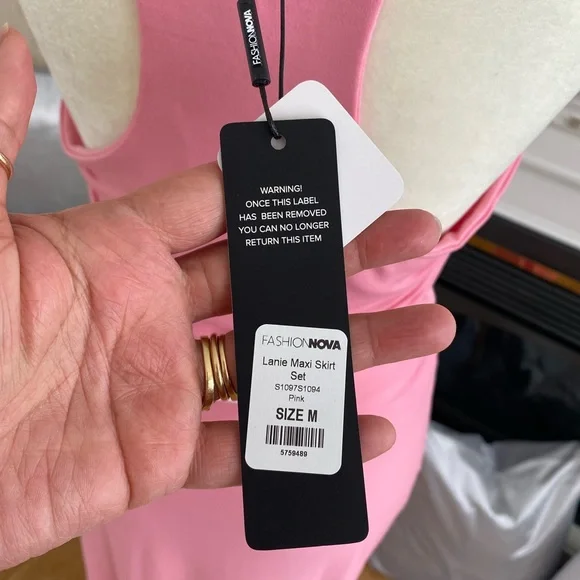 FASHIONNOVA
WARNING!
ONCE THIS LABEL
HAS BEEN REMOVED
YOU CAN NO LONGER
RETURN THIS ITEM
FASHIONNOVA
Lanie Maxi Skirt
Set
S1097S1094
Pink
SIZE M
5759489